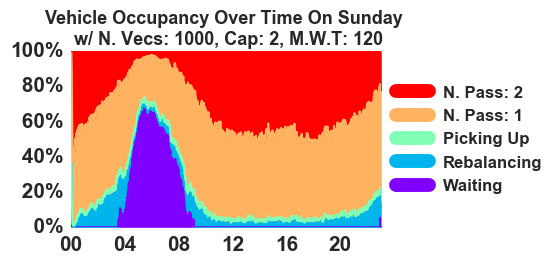 Vehicle Occupancy Over Time On Sunday
w/ N. Vecs: 1000, Cap: 2, M.W.T: 120
100%
80%
60%
40%
20%
0%
00 04 08 12 16 20
N. Pass: 2
N. Pass: 1
Picking Up
Rebalancing
Waiting